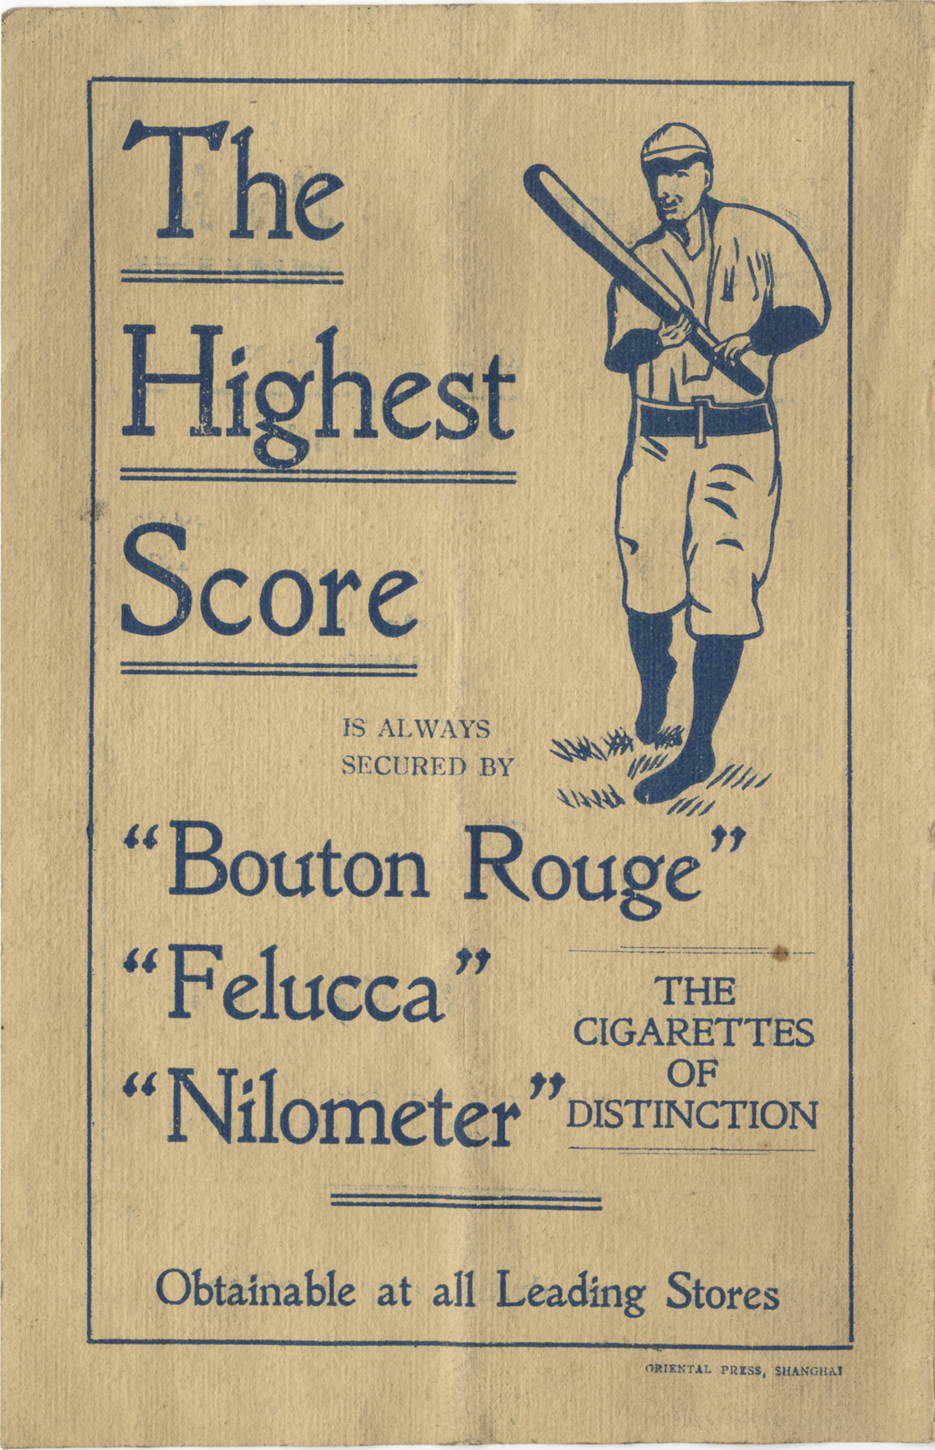 The
Highest
Score
IS ALWAYS
SECURED BY
"Bouton Rouge"
"Felucca"
"Nilometer"
THE
CIGARETTES
OF
DISTINCTION
Obtainable at all Leading Stores
ORIENTAL PRESS, SHANGHAI